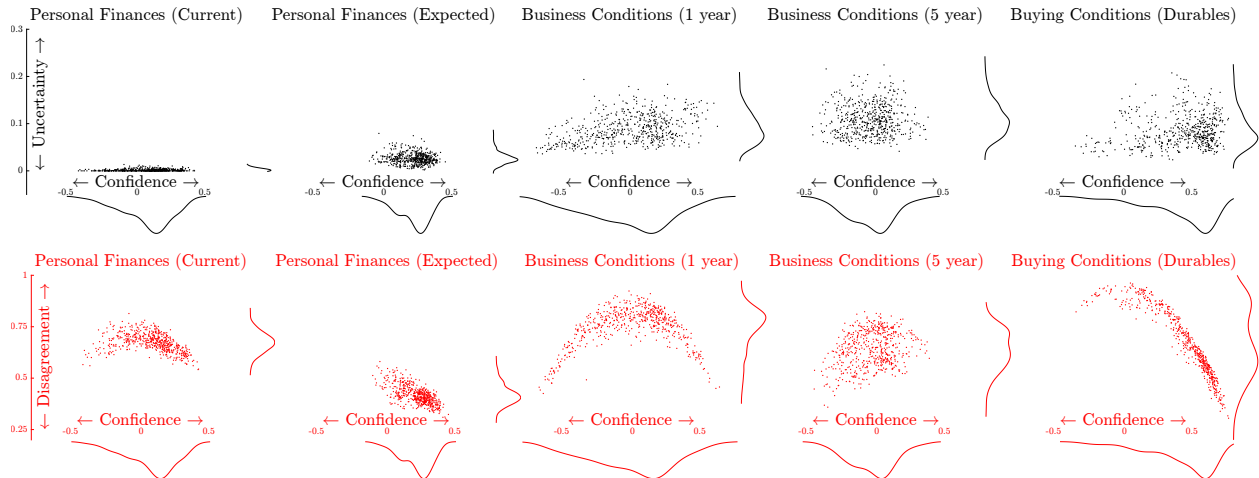 Personal Finances (Current)
Personal Finances (Expected)
Business Conditions (1 year)
Business Conditions (5 year)
Buying Conditions (Durables)
0.3
0.2
0.1
0
← Uncertainty →
← Confidence →
← Confidence →
← Confidence →
← Confidence →
← Confidence →
-0.5 0 0.5
-0.5 0 0.5
-0.5 0 0.5
-0.5 0 0.5
-0.5 0 0.5
Personal Finances (Current)
Personal Finances (Expected)
Business Conditions (1 year)
Business Conditions (5 year)
Buying Conditions (Durables)
1
0.75
0.5
0.25
← Disagreement →
← Confidence →
← Confidence →
← Confidence →
← Confidence →
← Confidence →
-0.5 0 0.5
-0.5 0 0.5
-0.5 0 0.5
-0.5 0 0.5
-0.5 0 0.5